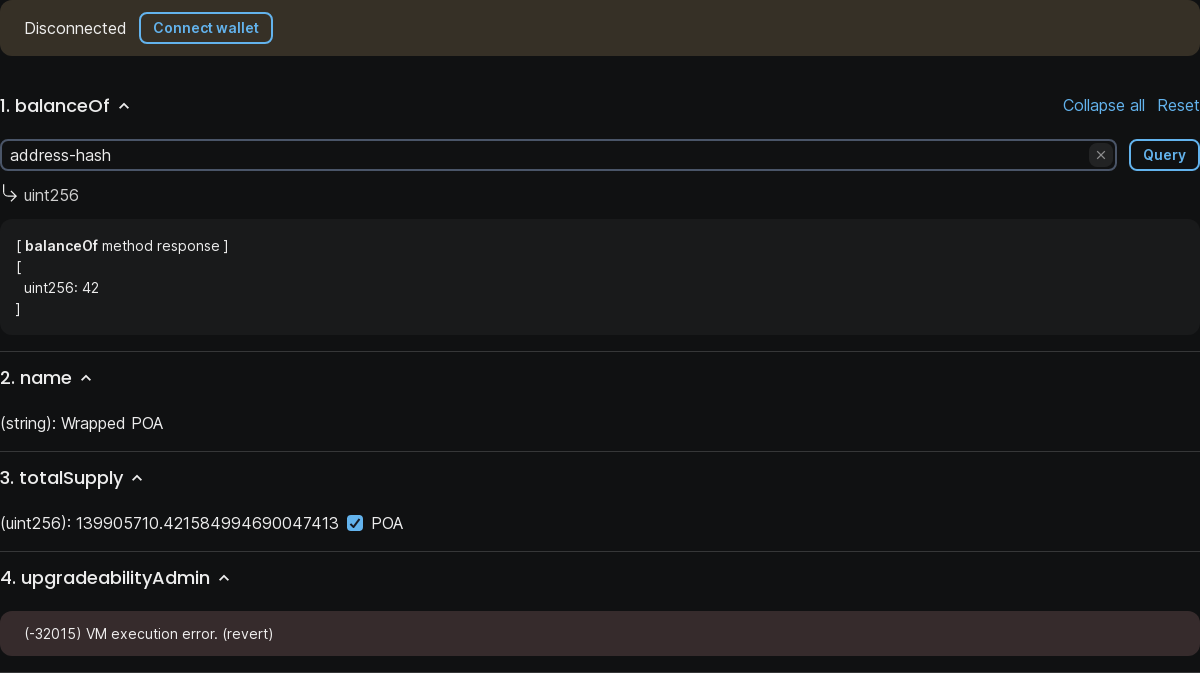 Disconnected Connect wallet
1. balanceOf Collapse all Reset
address-hash Query
uint256
[ balanceOf method response ]
[
uint256: 42
]
2. name
(string): Wrapped POA
3. totalSupply
(uint256): 139905710.421584994690047413 POA
4. upgradeabilityAdmin
(-32015) VM execution error. (revert)